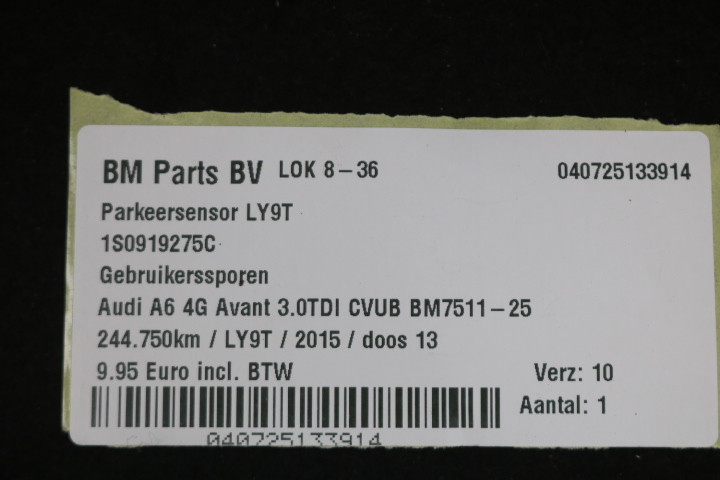 BM Parts BV LOK 8-36 040725133914
Parkeersensor LY9T
1S0919275C
Gebruikerssporen
Audi A6 4G Avant 3.0TDI CVUB BM7511-25
244.750km / LY9T / 2015 / doos 13
9.95 Euro incl. BTW Verz: 10
Aantal: 1
040725133914